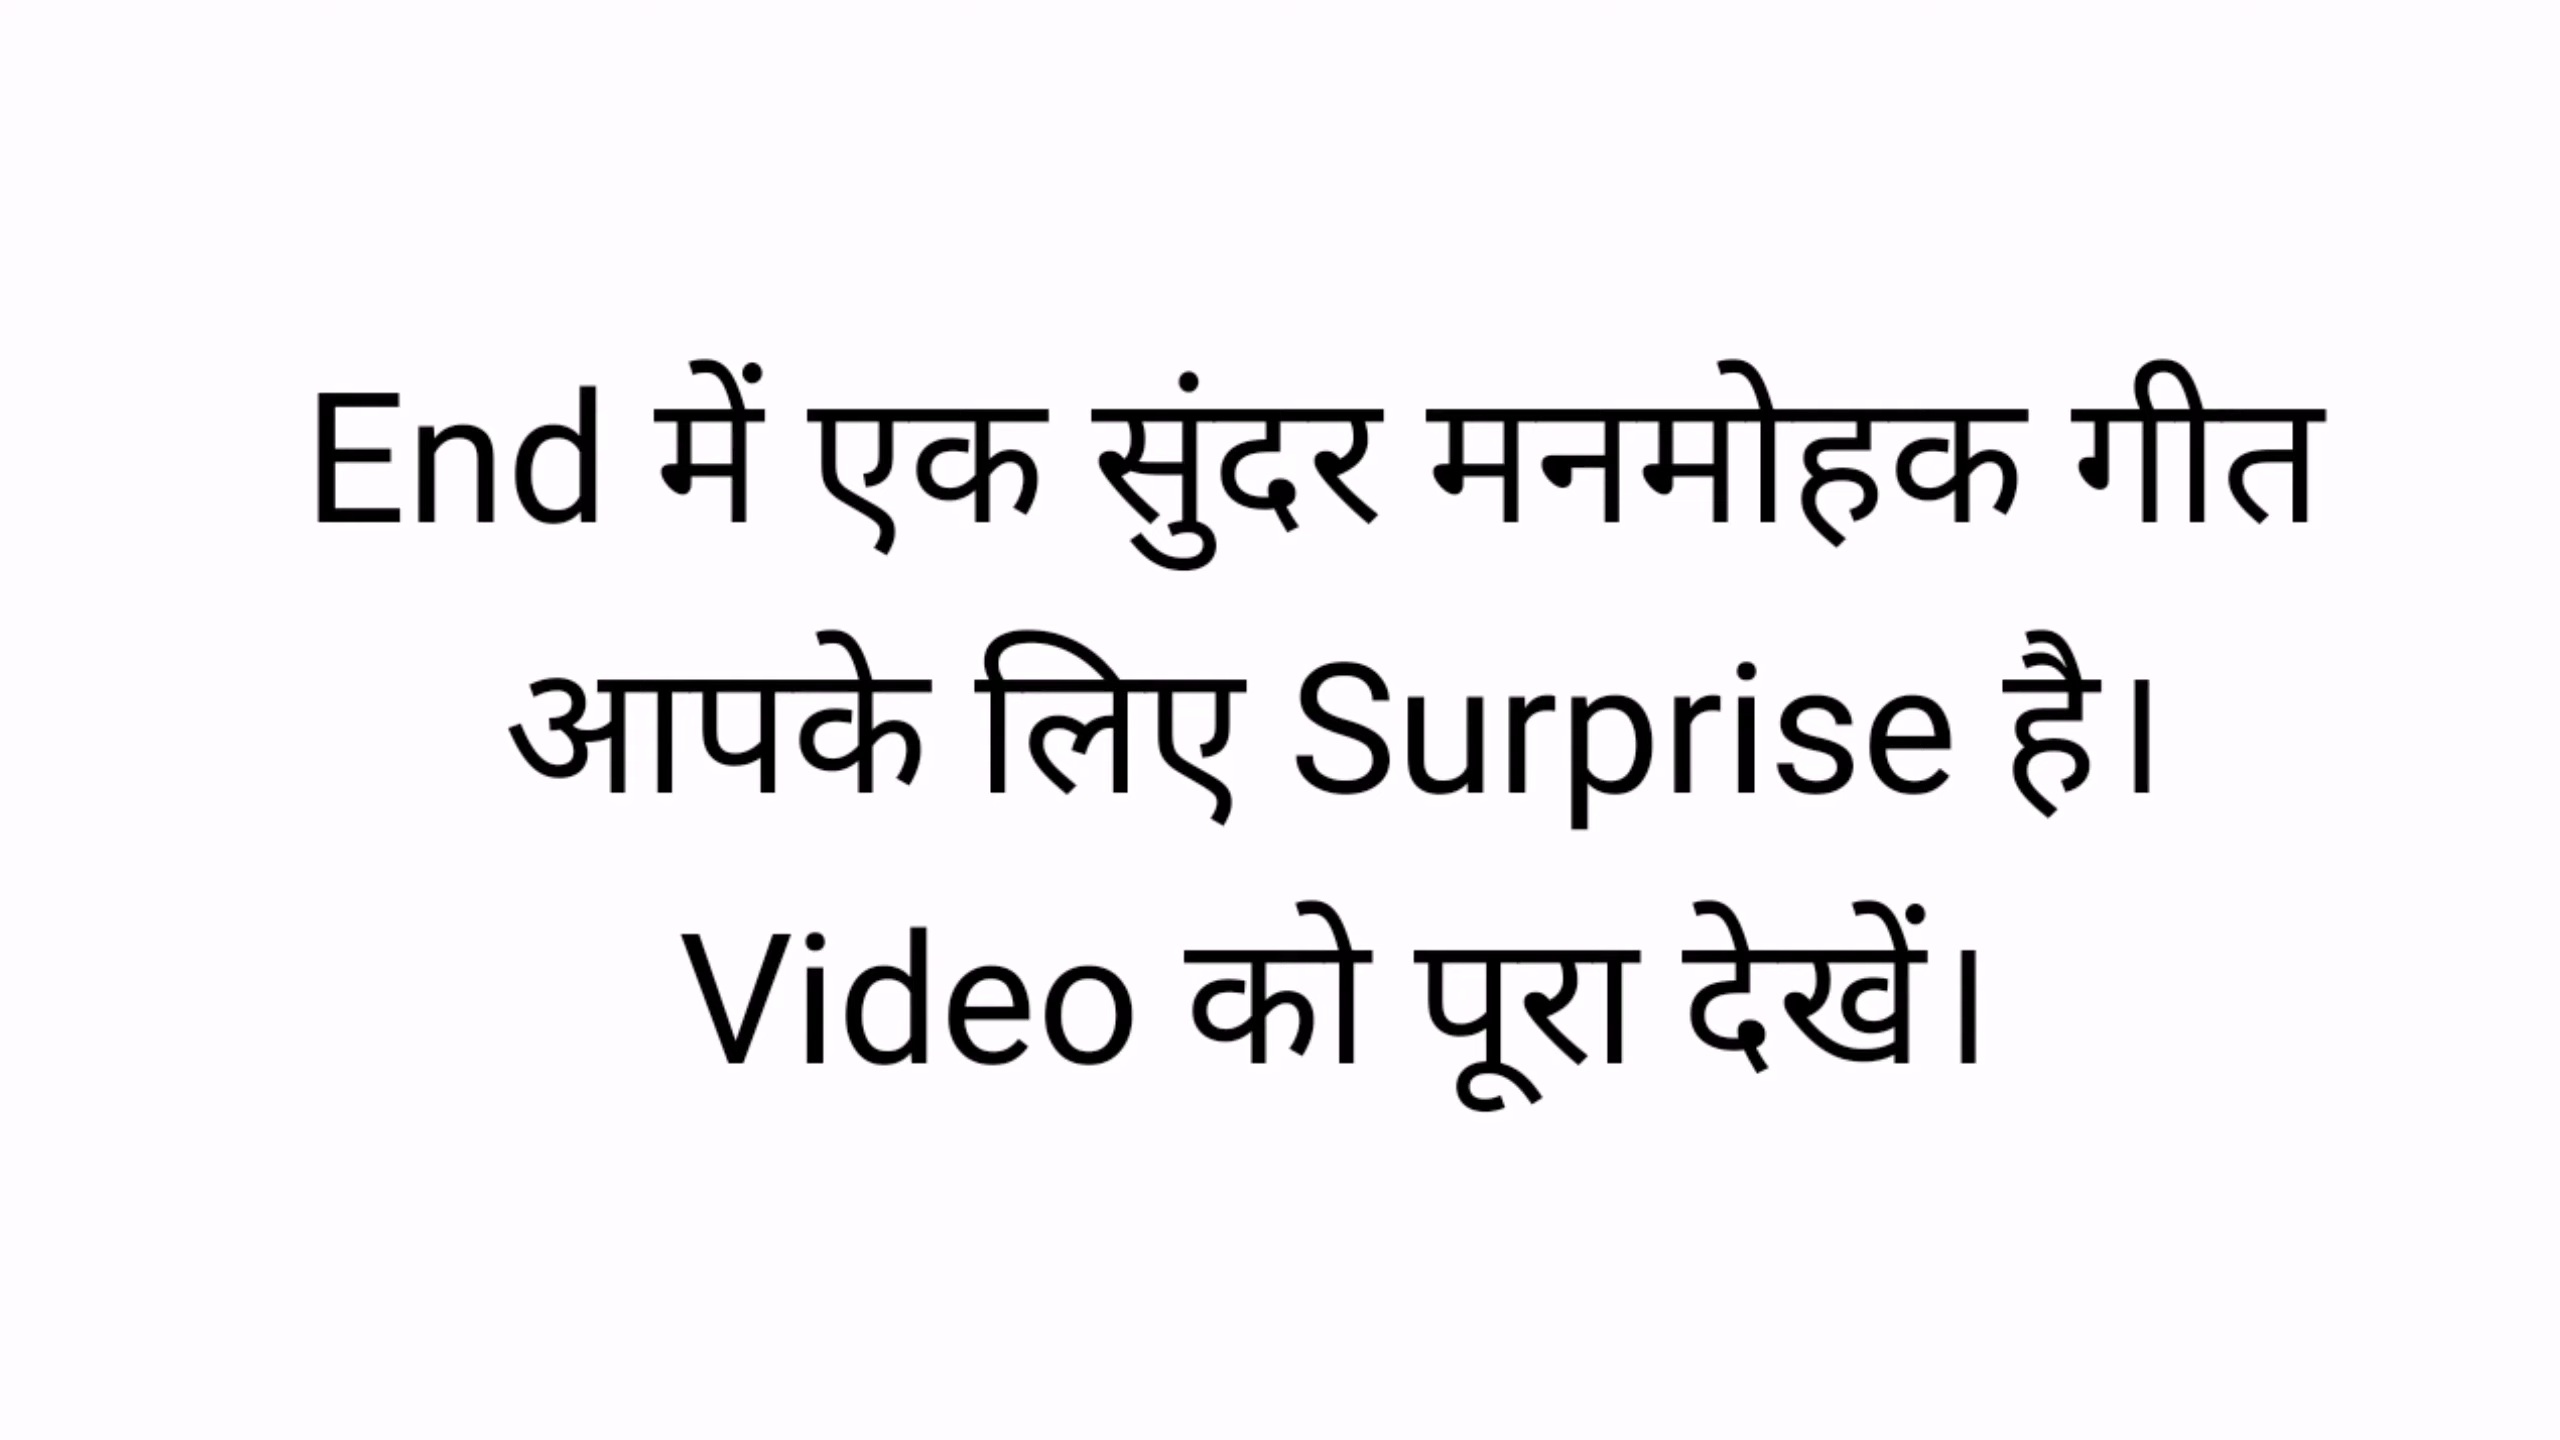 End में एक सुंदर मनमोहक गीत
आपके लिए Surprise है।
Video को पूरा देखें।